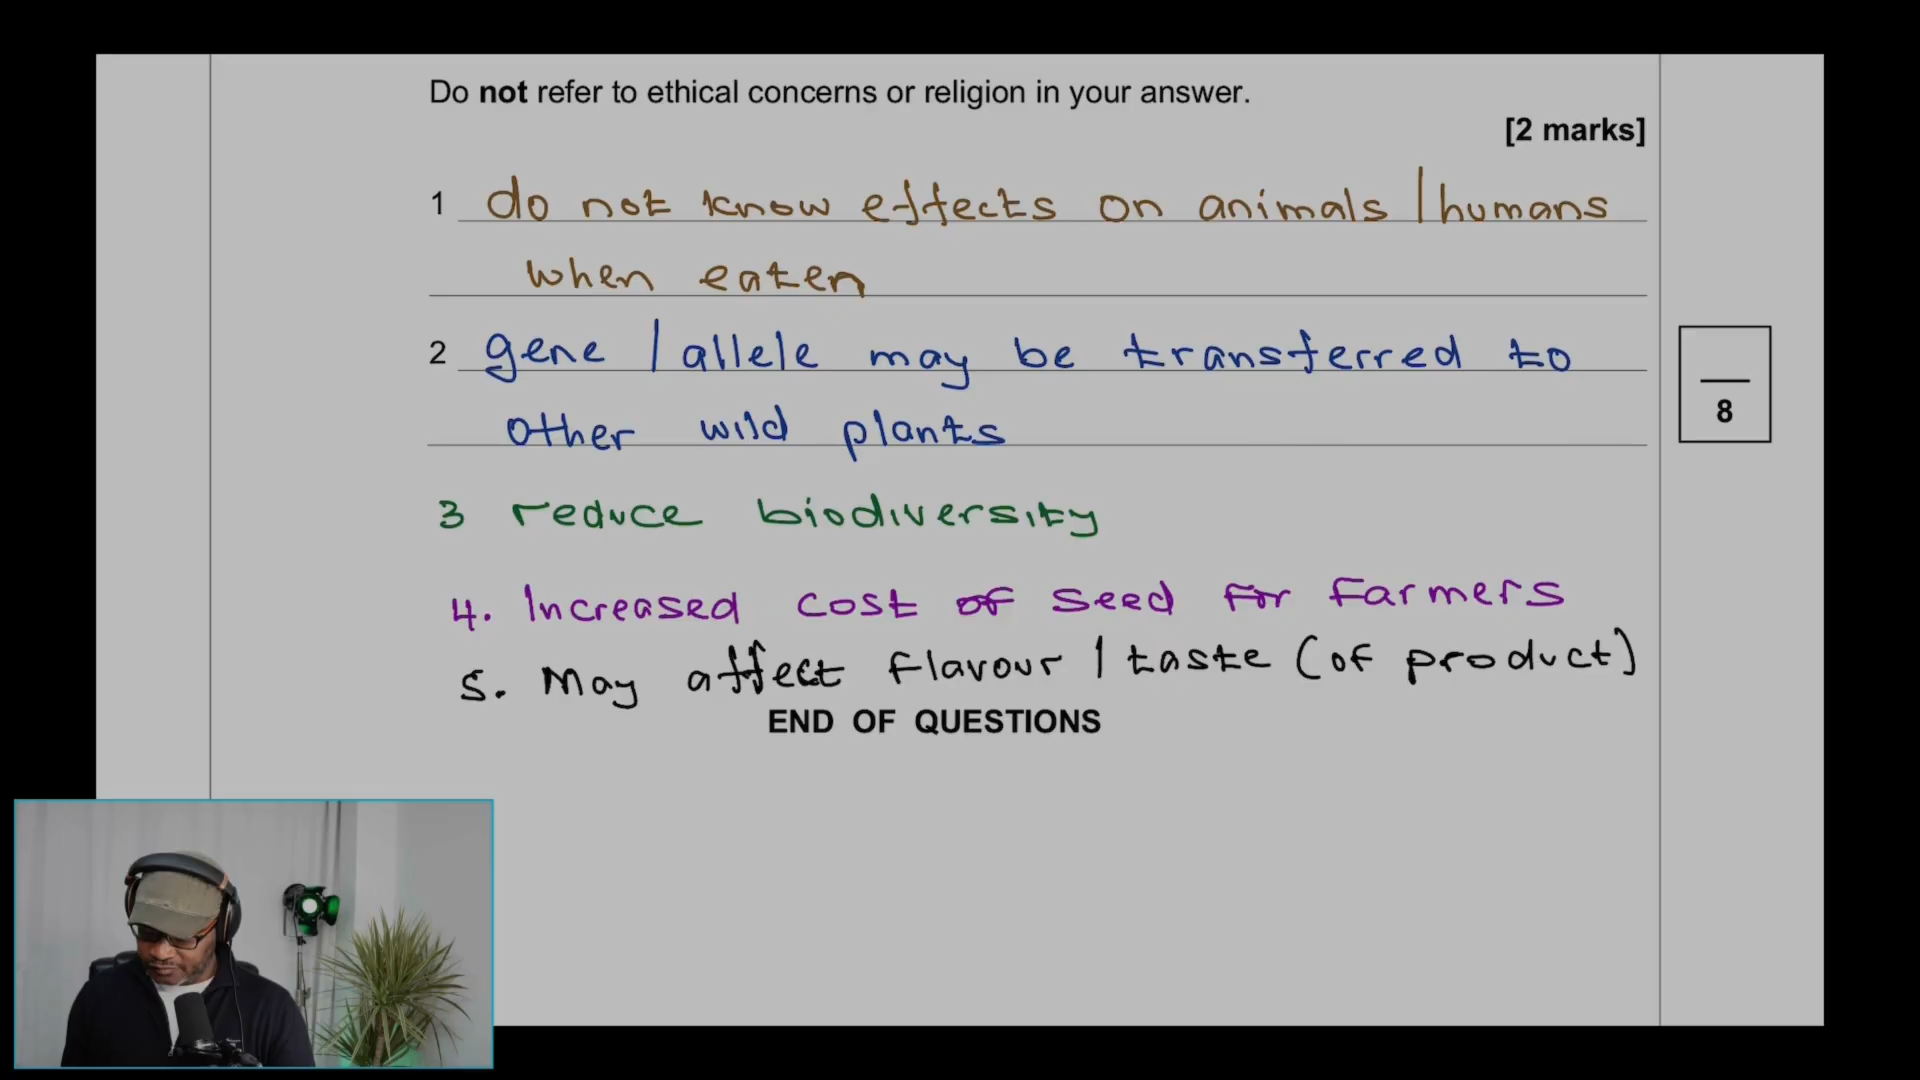 Do not refer to ethical concerns or religion in your answer.
[2 marks]
1 do not know effects on animals / humans
when eaten
2 gene / allele may be transferred to
other wild plants
8
3 reduce biodiversity
4. Increased cost of seed for farmers
5. May affect flavour / taste (of product)
END OF QUESTIONS